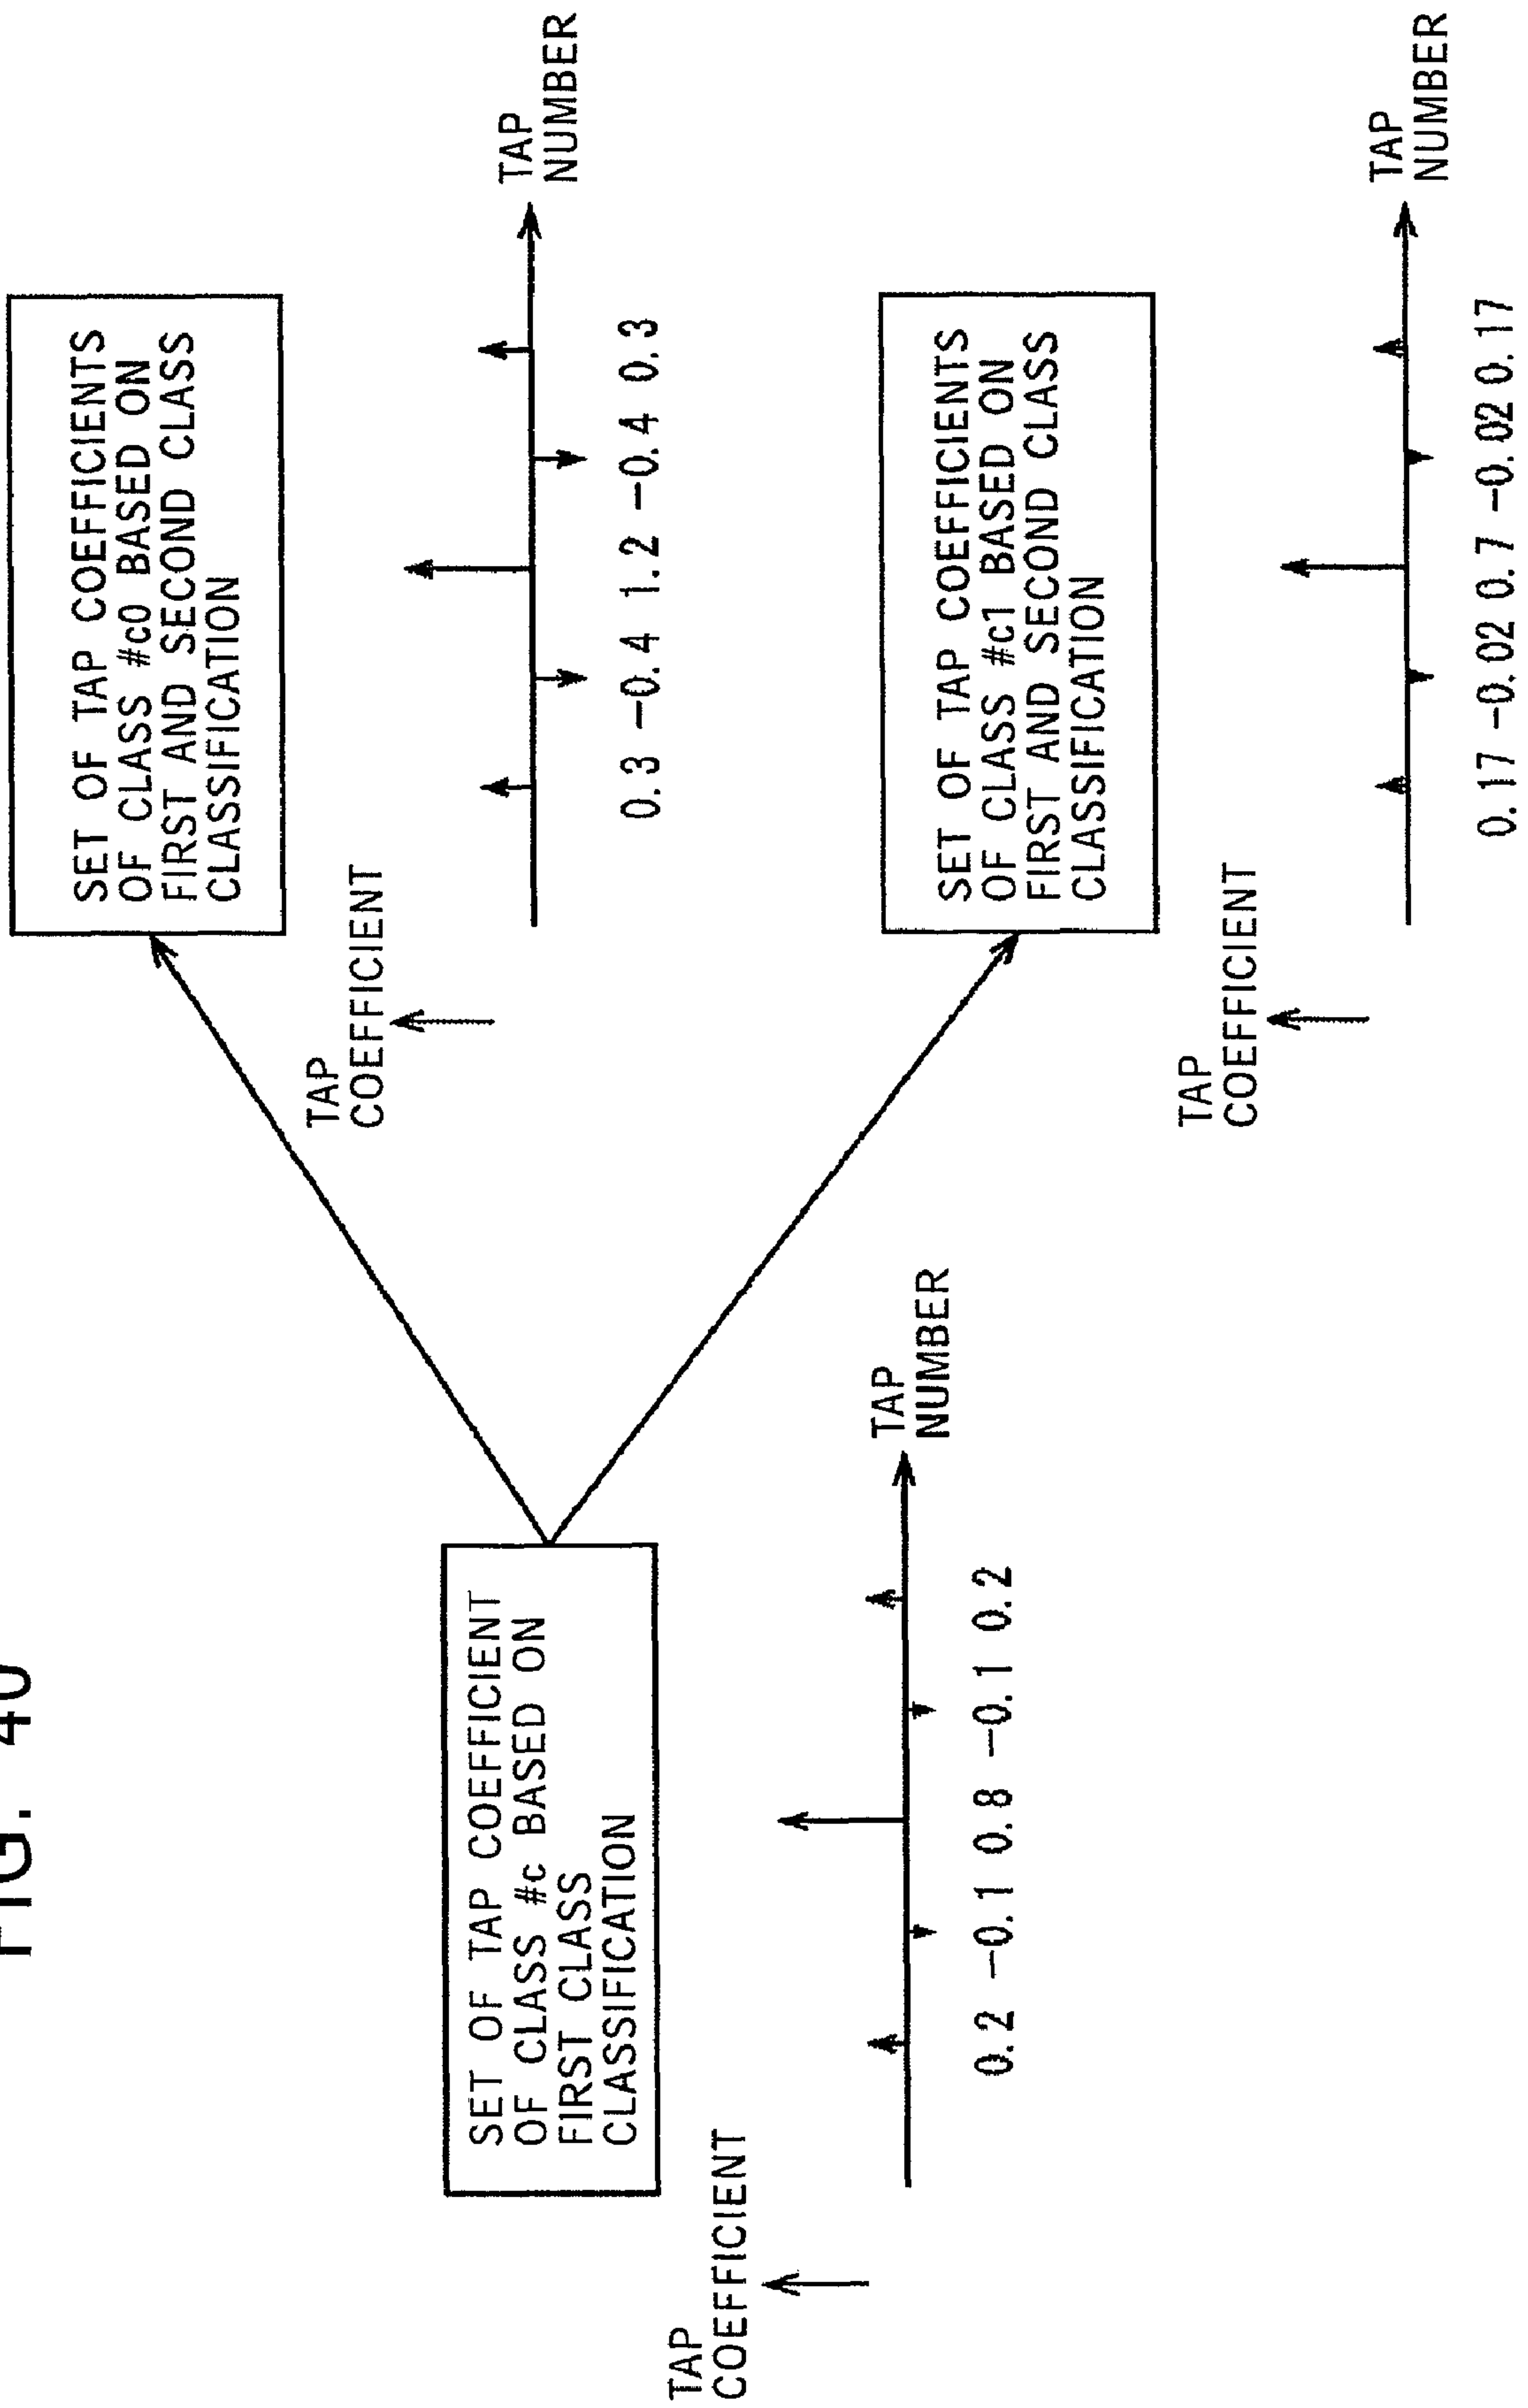 FIG. 40
SET OF TAP COEFFICIENT
OF CLASS #c BASED ON
FIRST CLASS
CLASSIFICATION
TAP
COEFFICIENT
TAP
NUMBER
0.2 -0.1 0.8 -0.1 0.2
SET OF TAP COEFFICIENTS
OF CLASS #c0 BASED ON
FIRST AND SECOND CLASS
CLASSIFICATION
TAP
COEFFICIENT
TAP
NUMBER
0.3 -0.4 1.2 -0.4 0.3
SET OF TAP COEFFICIENTS
OF CLASS #c1 BASED ON
FIRST AND SECOND CLASS
CLASSIFICATION
TAP
COEFFICIENT
TAP
NUMBER
0.17 -0.02 0.7 -0.02 0.17